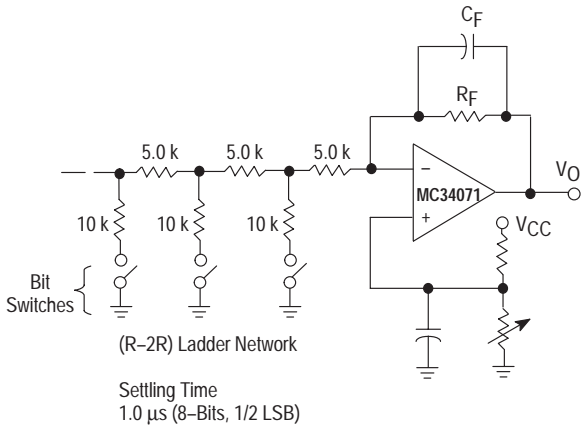 CF
RF
5.0 k 5.0 k 5.0 k
− MC34071 +
VO
VCC
10 k 10 k 10 k
Bit
Switches
(R−2R) Ladder Network
Settling Time
1.0 μs (8−Bits, 1/2 LSB)